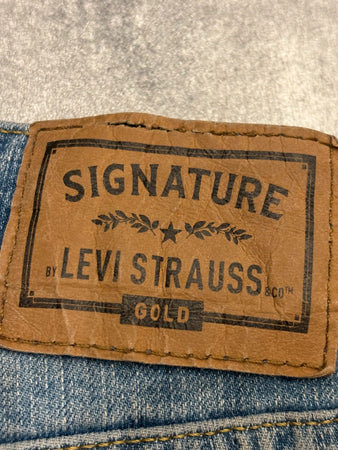 SIGNATURE
BY LEVI STRAUSS &CO™
GOLD